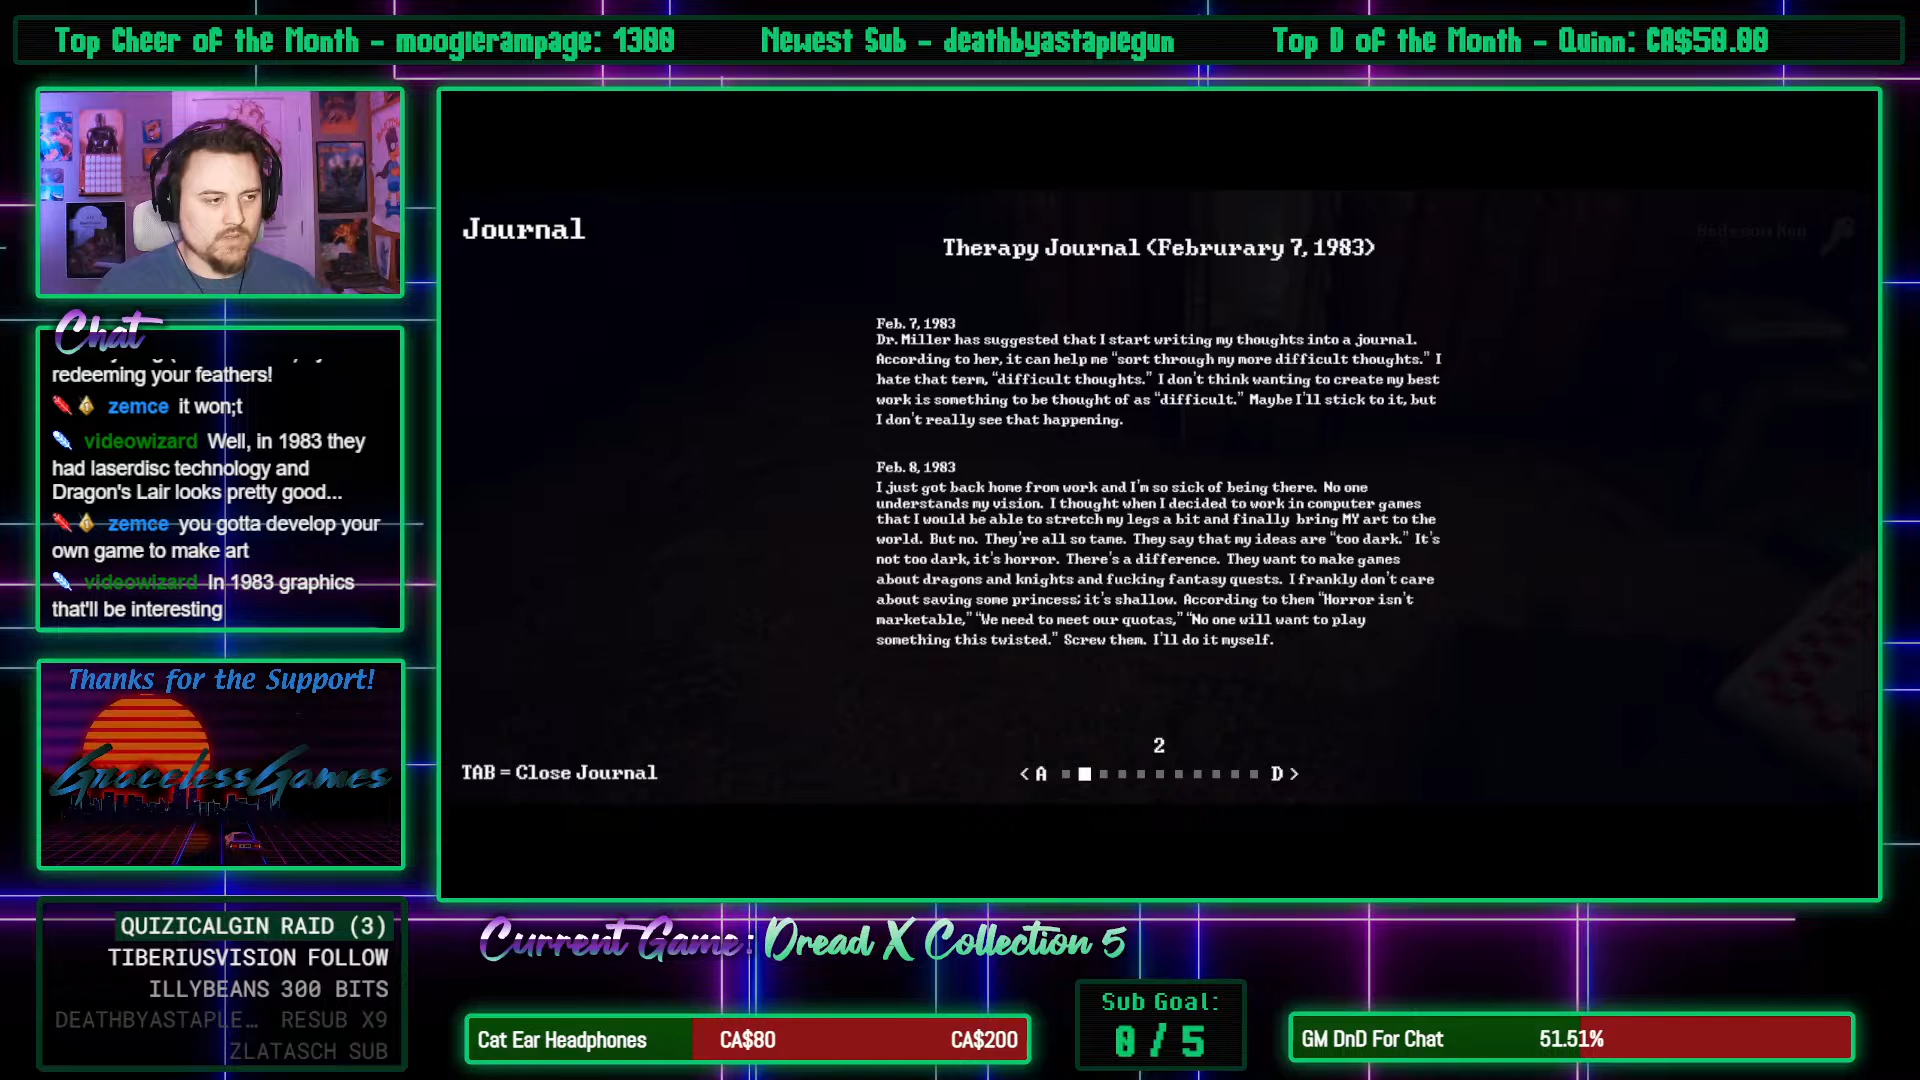 Top Cheer of the Month - mooglerampage: 1300
Newest Sub - deathbyastaplegun
Top D of the Month - Quinn: CA$50.00
Chat
redeeming your feathers!
zemce it won;t
videowizard Well, in 1983 they
had laserdisc technology and
Dragon's Lair looks pretty good...
zemce you gotta develop your
own game to make art
videowizard In 1983 graphics
that'll be interesting
Thanks for the Support!
GracelessGames
QUIZICALGIN RAID (3)
TIBERIUSVISION FOLLOW
ILLYBEANS 300 BITS
DEATHBYASTAPLE… RESUB X9
ZLATASCH SUB
Journal
Therapy Journal (Februrary 7, 1983)
Feb. 7, 1983
Dr. Miller has suggested that I start writing my thoughts into a journal.
According to her, it can help me "sort through my more difficult thoughts." I
hate that term, "difficult thoughts." I don't think wanting to create my best
work is something to be thought of as "difficult." Maybe I'll stick to it, but
I don't really see that happening.
Feb. 8, 1983
I just got back home from work and I'm so sick of being there. No one
understands my vision. I thought when I decided to work in computer games
that I would be able to stretch my legs a bit and finally bring MY art to the
world. But no. They're all so tame. They say that my ideas are "too dark." It's
not too dark, it's horror. There's a difference. They want to make games
about dragons and knights and fucking fantasy quests. I frankly don't care
about saving some princess; it's shallow. According to them "Horror isn't
marketable," "We need to meet our quotas," "No one will want to play
something this twisted." Screw them. I'll do it myself.
2
TAB = Close Journal
< A D >
Current Game: Dread X Collection 5
Cat Ear Headphones CA$80 CA$200
Sub Goal:
0 / 5
GM DnD For Chat 51.51%